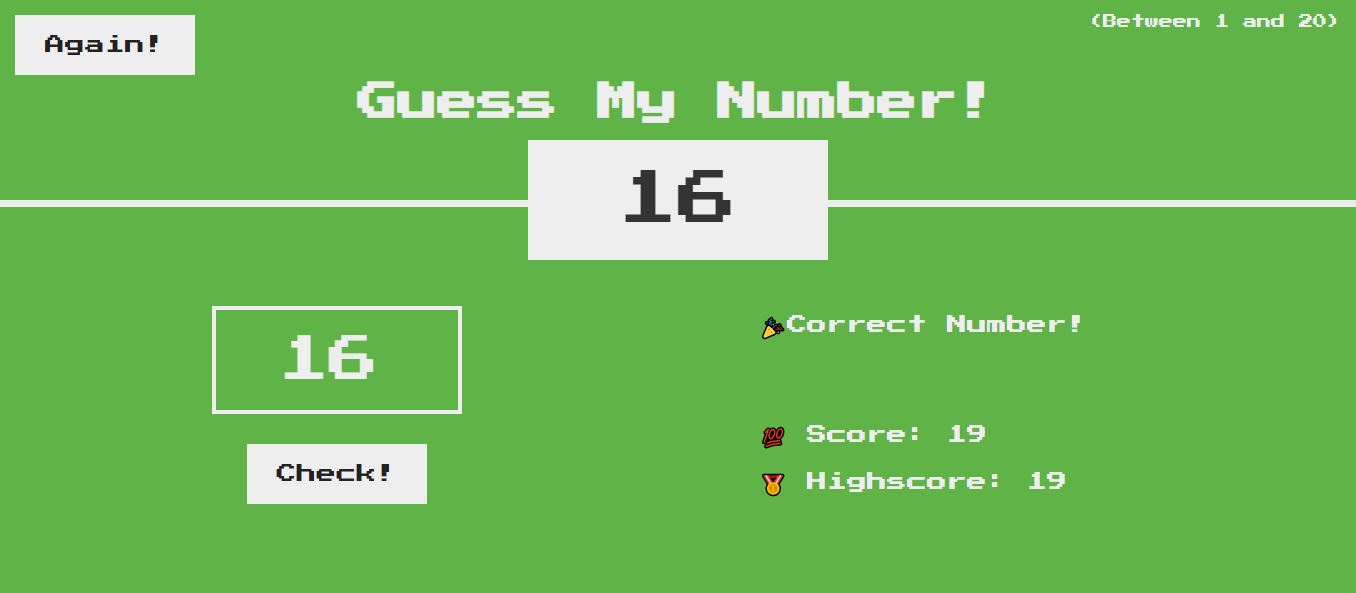 Again!
(Between 1 and 20)
Guess My Number!
16
16
Check!
🎉Correct Number!
💯 Score: 19
🥇 Highscore: 19